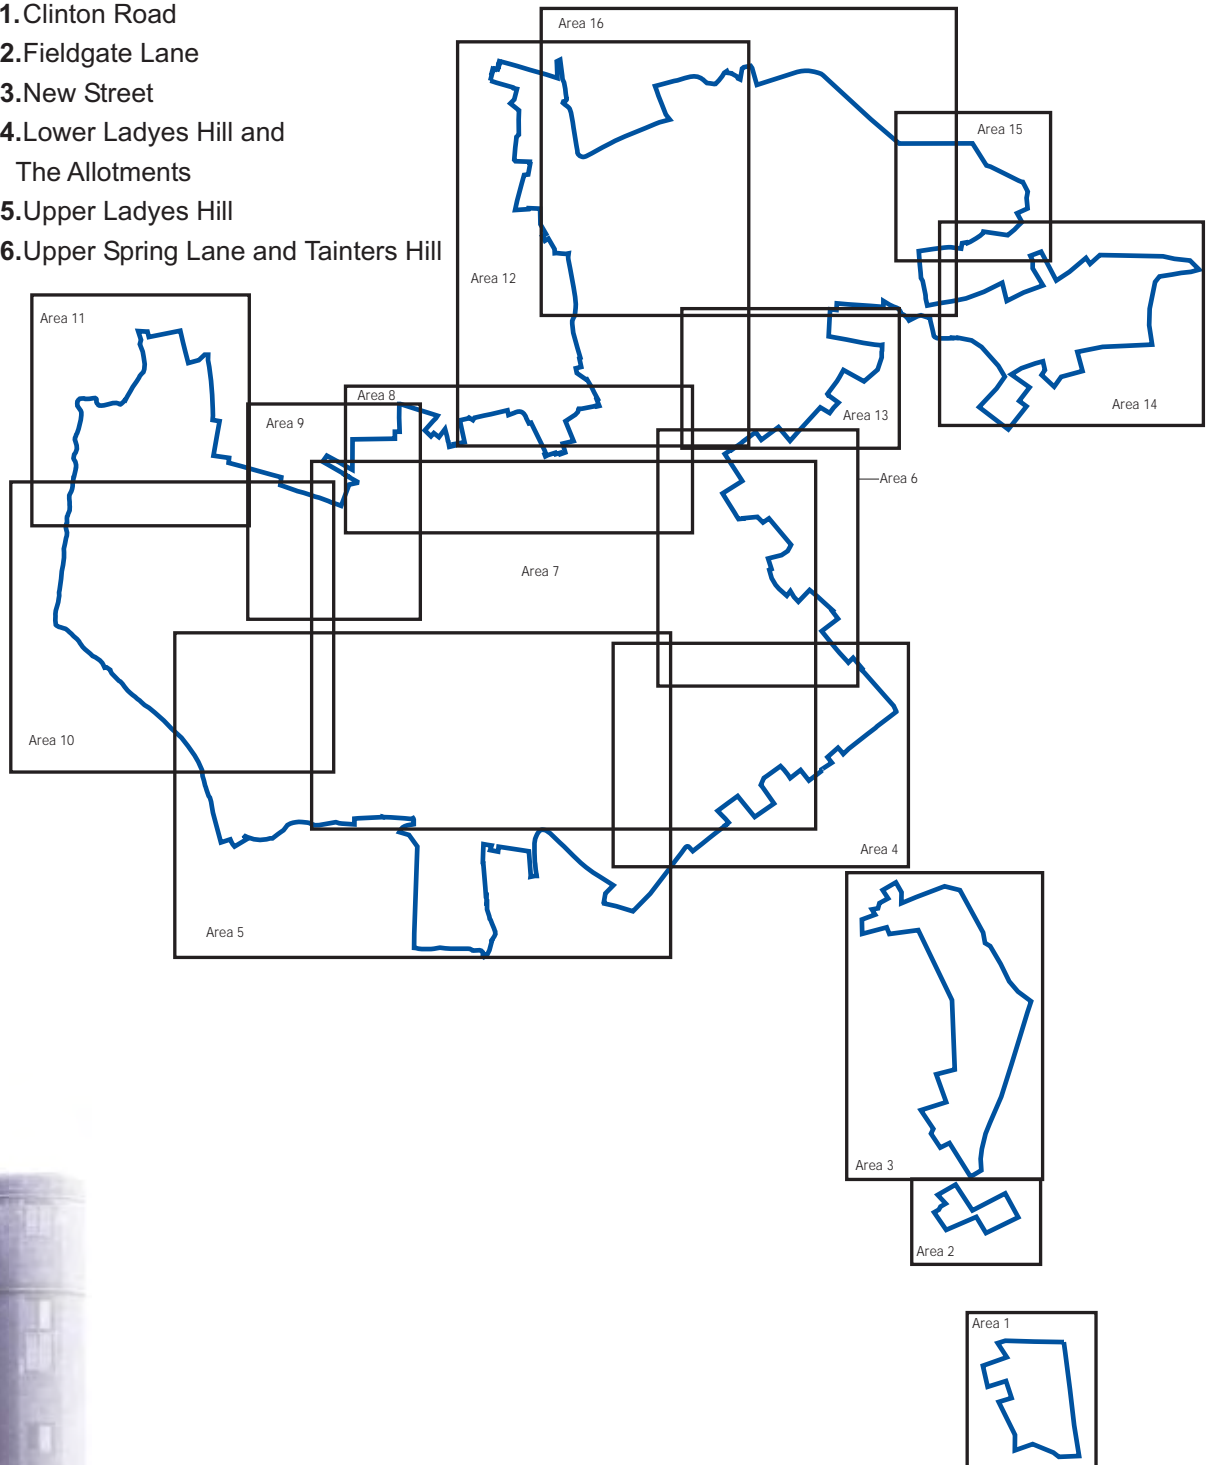 1.Clinton Road
2.Fieldgate Lane
3.New Street
4.Lower Ladyes Hill and
The Allotments
5.Upper Ladyes Hill
6.Upper Spring Lane and Tainters Hill
Area 16
Area 15
Area 12
Area 11
Area 8
Area 9
Area 13
Area 14
Area 6
Area 7
Area 10
Area 4
Area 5
Area 3
Area 2
Area 1